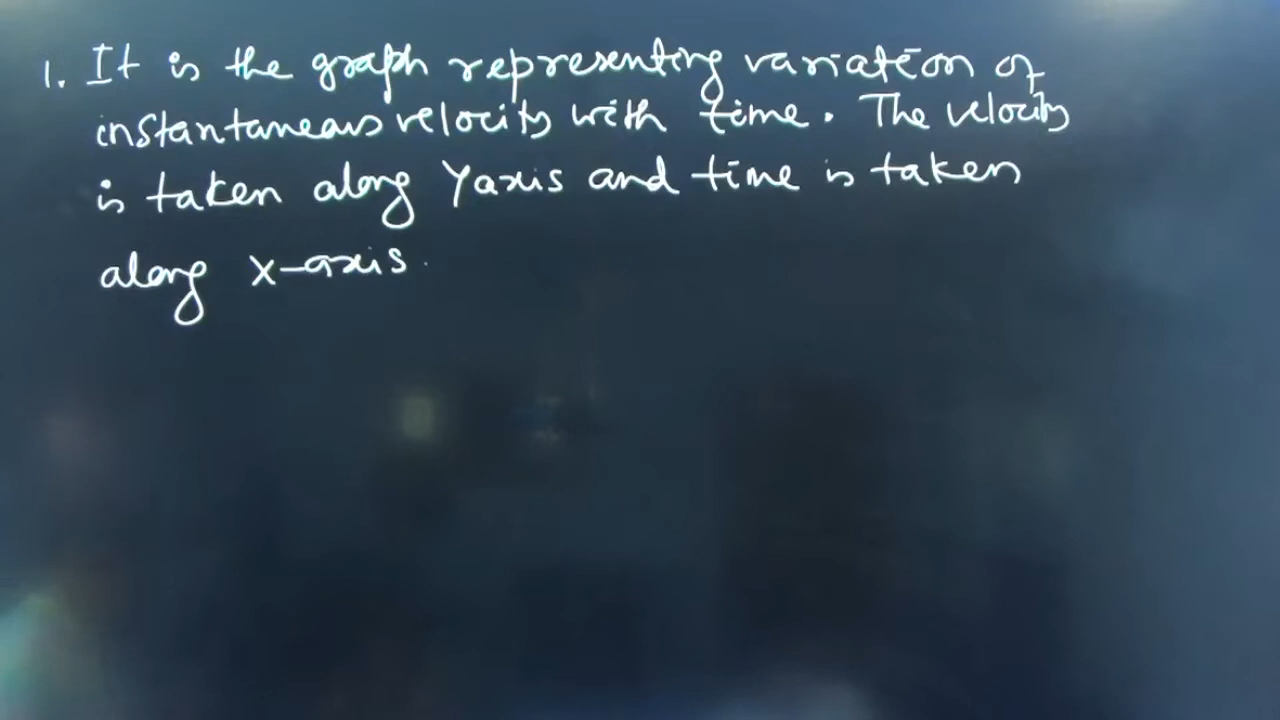 1. It is the graph representing variation of
instantaneous velocity with time. The velocity
is taken along Y axis and time is taken
along X-axis.